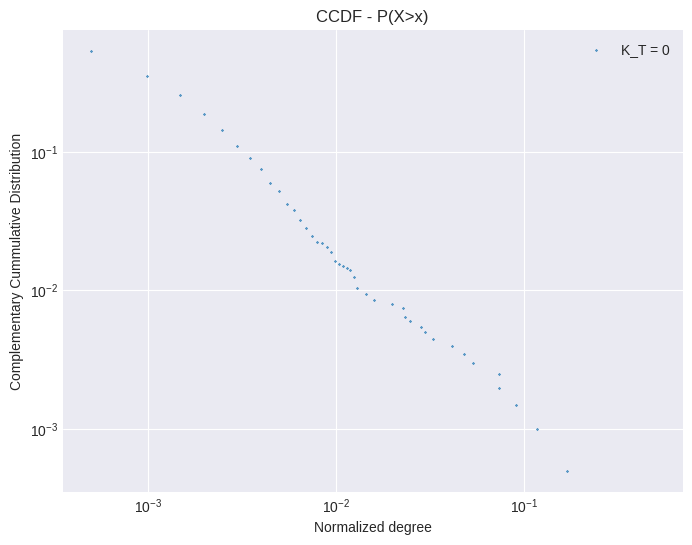 CCDF - P(X>x)
K_T = 0
Complementary Cummulative Distribution
10⁻¹
10⁻²
10⁻³
10⁻³
10⁻²
10⁻¹
Normalized degree